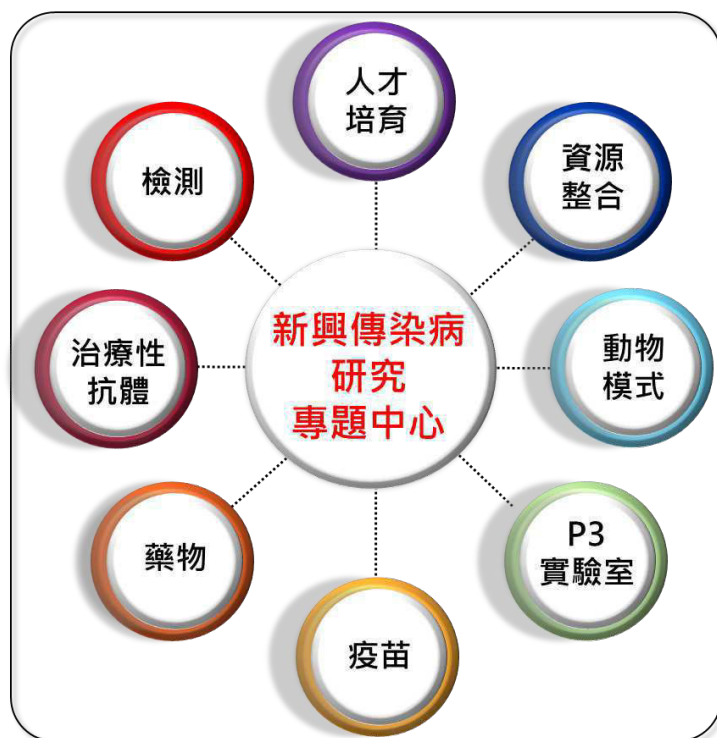 人才
培育
資源
整合
檢測
新興傳染病
研究
專題中心
治療性
抗體
動物
模式
藥物
P3
實驗室
疫苗